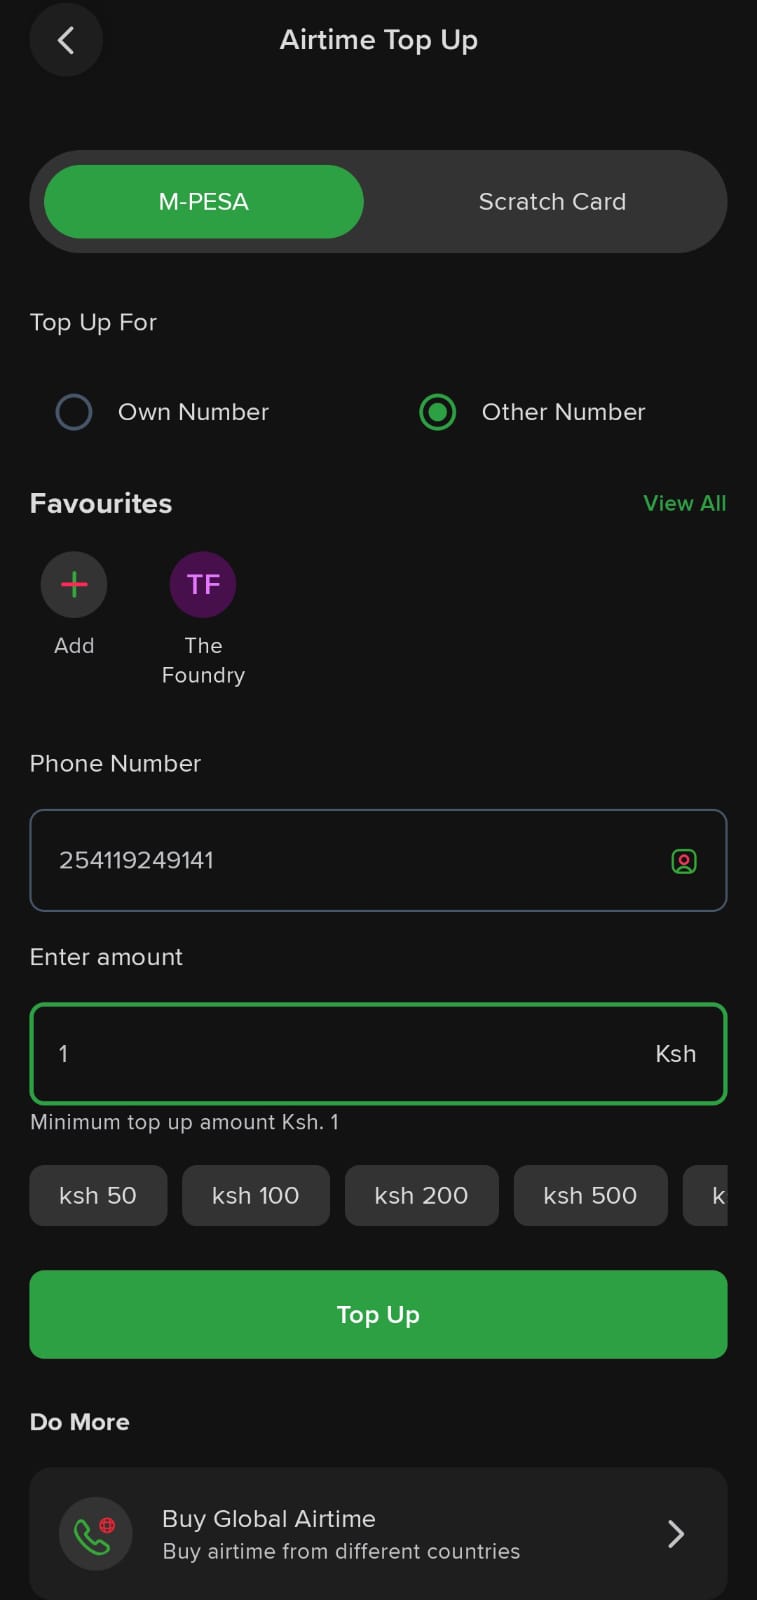 Airtime Top Up
M-PESA
Scratch Card
Top Up For
Own Number
Other Number
Favourites
View All
TF
Add
The
Foundry
Phone Number
254119249141
Enter amount
1
Ksh
Minimum top up amount Ksh. 1
ksh 50
ksh 100
ksh 200
ksh 500
k
Top Up
Do More
Buy Global Airtime
Buy airtime from different countries